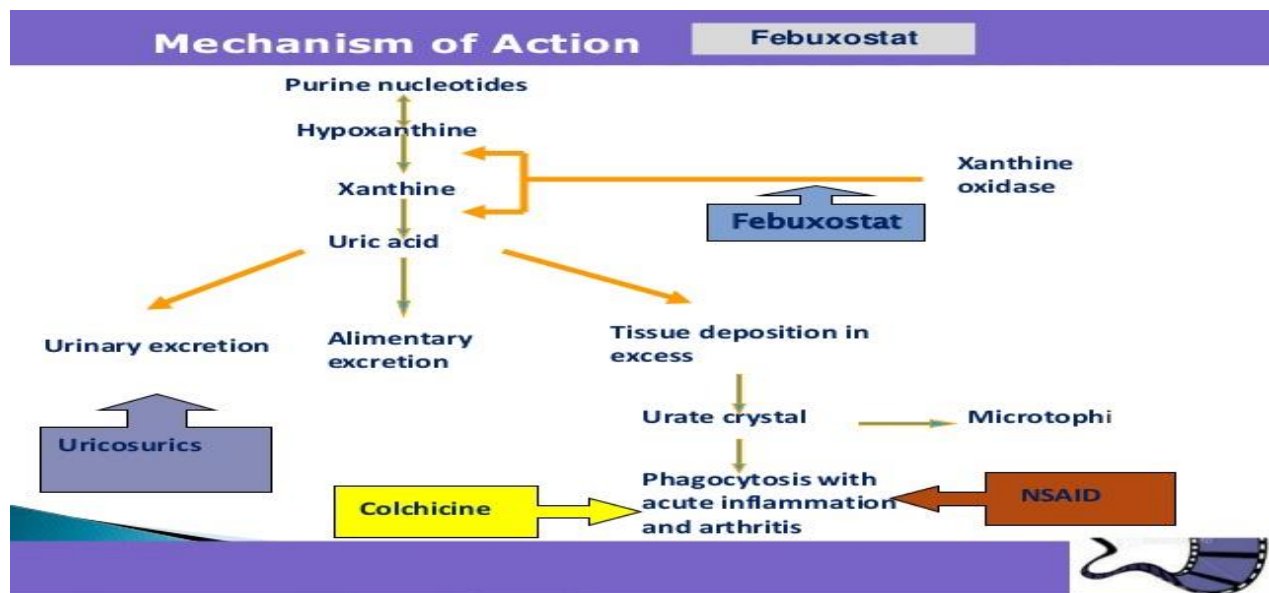 Mechanism of Action
Febuxostat
Purine nucleotides
Hypoxanthine
Xanthine
oxidase
Xanthine
Febuxostat
Uric acid
Urinary excretion
Alimentary
excretion
Tissue deposition in
excess
Urate crystal
Microtophi
Uricosurics
Phagocytosis with
acute inflammation
and arthritis
Colchicine
NSAID